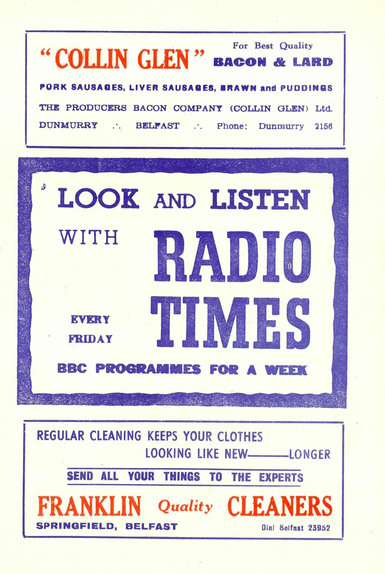 "COLLIN GLEN" For Best Quality
BACON & LARD
PORK SAUSAGES, LIVER SAUSAGES, BRAWN and PUDDINGS
THE PRODUCERS BACON COMPANY (COLLIN GLEN) Ltd.
DUNMURRY ∴ BELFAST ∴ Phone: Dunmurry 2156
LOOK AND LISTEN
WITH RADIO
TIMES
EVERY
FRIDAY
BBC PROGRAMMES FOR A WEEK
REGULAR CLEANING KEEPS YOUR CLOTHES
LOOKING LIKE NEW——LONGER
SEND ALL YOUR THINGS TO THE EXPERTS
FRANKLIN Quality CLEANERS
SPRINGFIELD, BELFAST Dial Belfast 23952